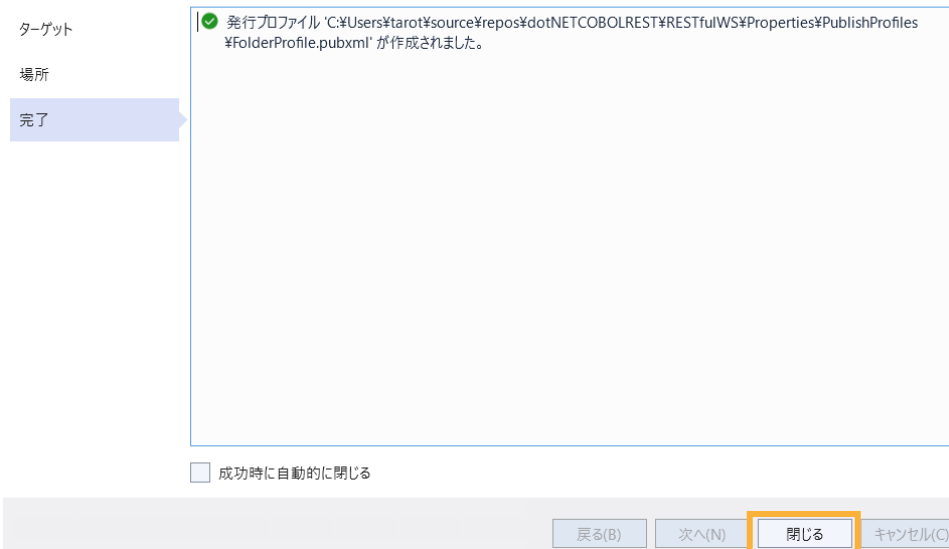 ターゲット
場所
完了
発行プロファイル 'C:¥Users¥tarot¥source¥repos¥dotNETCOBOLREST¥RESTfulWS¥Properties¥PublishProfiles
¥FolderProfile.pubxml' が作成されました。
成功時に自動的に閉じる
戻る(B)
次へ(N)
閉じる
キャンセル(C)